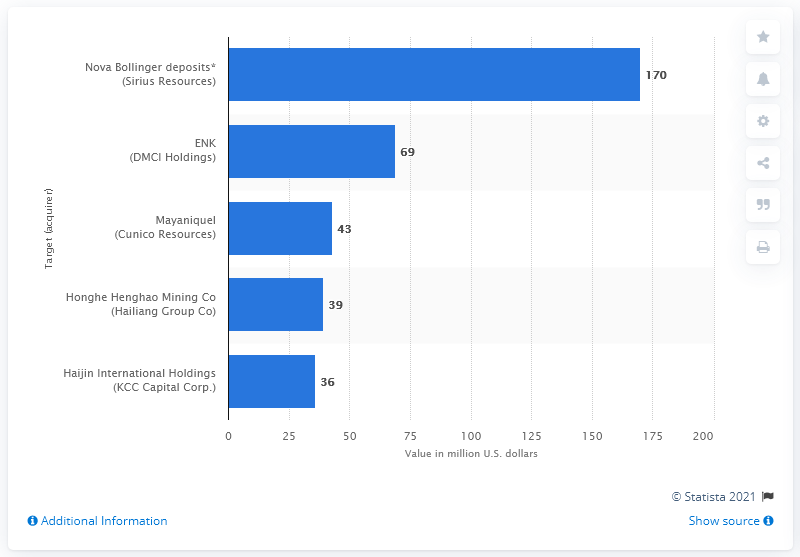 Nova Bollinger deposits*
(Sirius Resources)
170
ENK
(DMCI Holdings)
69
Target (acquirer)
Mayaniquel
(Cunico Resources)
43
Honghe Henghao Mining Co
(Hailiang Group Co)
39
Haijin International Holdings
(KCC Capital Corp.)
36
0 25 50 75 100 125 150 175 200
Value in million U.S. dollars
© Statista 2021
Additional Information
Show source